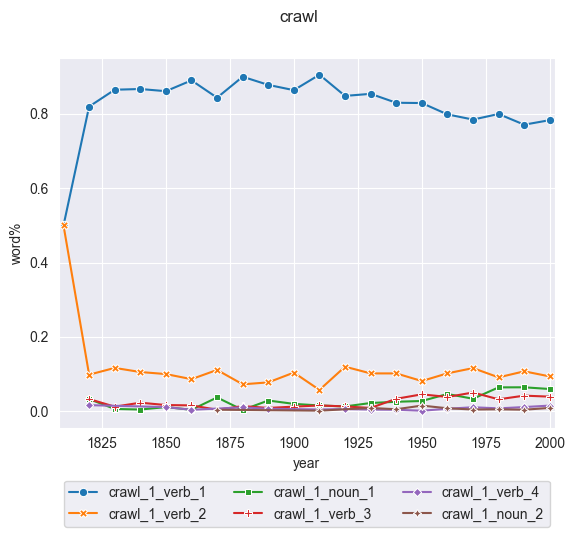 crawl
word%
0.8
0.6
0.4
0.2
0.0
1825 1850 1875 1900 1925 1950 1975 2000
year
crawl_1_verb_1 crawl_1_noun_1 crawl_1_verb_4
crawl_1_verb_2 crawl_1_verb_3 crawl_1_noun_2